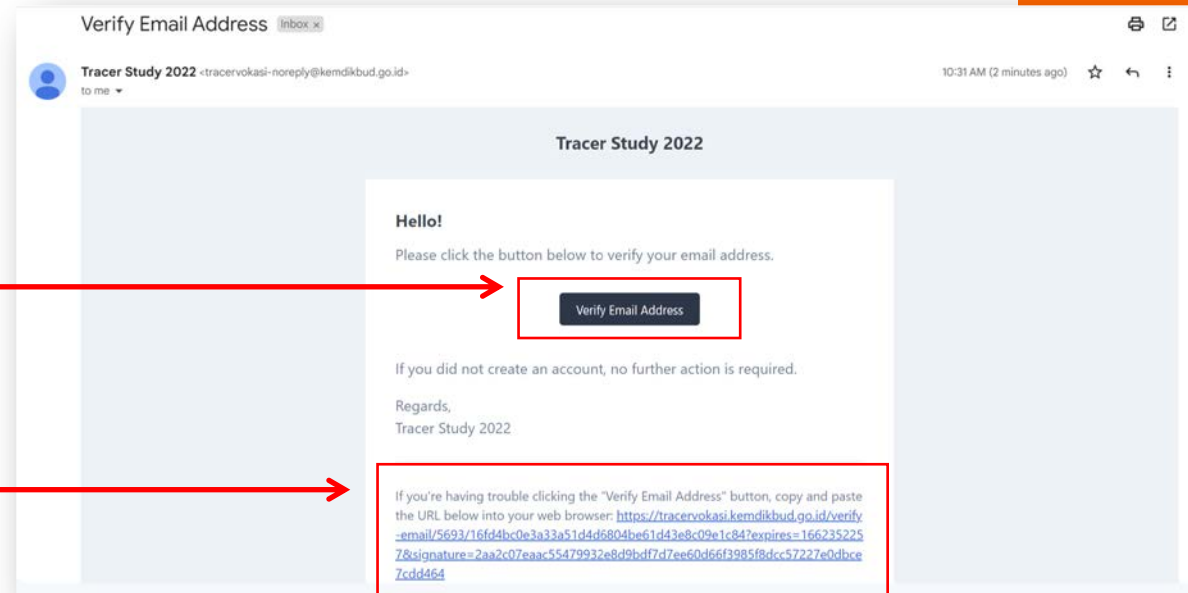 Verify Email Address Inbox ×
Tracer Study 2022 <tracervokasi-noreply@kemdikbud.go.id>
10:31 AM (2 minutes ago)
to me
Tracer Study 2022
Hello!
Please click the button below to verify your email address.
Verify Email Address
If you did not create an account, no further action is required.
Regards,
Tracer Study 2022
If you're having trouble clicking the "Verify Email Address" button, copy and paste
the URL below into your web browser: https://tracervokasi.kemdikbud.go.id/verify
-email/5693/16fd4bc0e3a33a51d4d6804be61d43e8c09e1c84?expires=166235225
7&signature=2aa2c07eaac55479932e8d9bdf7d7ee60d66f3985f8dcc57227e0dbce
7cdd464